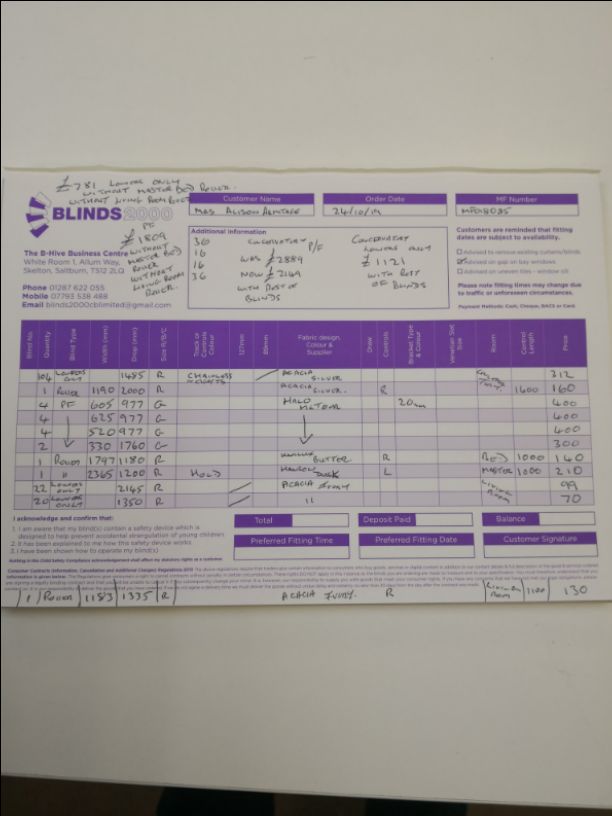 £781 LOUVRE ONLY
WITHOUT MASTER BED ROLLER.
WITHOUT LIVING ROOM ROLLER
BLINDS 2000
PF
£1809
WITHOUT
MASTER BED
ROLLER
WITHOUT
LIVING ROOM
ROLLER.
The B-Hive Business Centre
White Room 1, Allum Way,
Skelton, Saltburn, TS12 2LQ
Phone 01287 622 055
Mobile 07793 538 488
Email blinds2000cblimited@gmail.com
Customer Name Order Date MF Number
MRS ALISON 24/10/19
Additional information
36 CONSERVATORY P/F
16 WAS £2889
16 NOW £2169
36 WITH REST OF
BLINDS
CONSERVATORY
LOUVRES ONLY
£1121
WITH REST
OF BLINDS
Customers are reminded that fitting
dates are subject to availability.
Advised to remove existing curtains/blinds
Advised on gap on bay windows
Advised on uneven tiles - window sill
Please note fitting times may change due
to traffic or unforeseen circumstances.
Payment Methods: Cash, Cheque, BACS or Card.
Blind No. Quantity Blind Type Width (mm) Drop (mm) Size R/B/C Track or Controls Colour 127mm 89mm Fabric design, Colour & Supplier Draw Controls Bracket Type & Colour Venetian Slat Size Room Control Length Price
104 LOUVRES ONLY 1485 R CHAINLESS WEIGHTS ACACIA SILVER 312
1 ROLLER 1190 2000 R ACACIA SILVER. R 1600 160
4 PF 605 977 G HALO 20mm 400
4 625 977 G 400
4 520 977 G 400
2 330 1760 G 300
1 ROLLER 1797 1180 R BUTTER R BED 1000 140
1 " 2365 1200 R DUSK L MASTER 1000 210
22 LOUVRES ONLY 2145 R ACACIA IVORY LIVING ROOM 99
20 LOUVRE ONLY 1350 R 11 70
I acknowledge and confirm that:
1. I am aware that my blind(s) contain a safety device which is
designed to help prevent accidental strangulation of young children
2. It has been explained to me how the safety device works
3. I have been shown how to operate my blind(s)
Total Deposit Paid Balance
Preferred Fitting Time Preferred Fitting Date Customer Signature
1 ROLLER 1183 1335 R ACACIA IVORY. R LIVING ROOM 1100 130